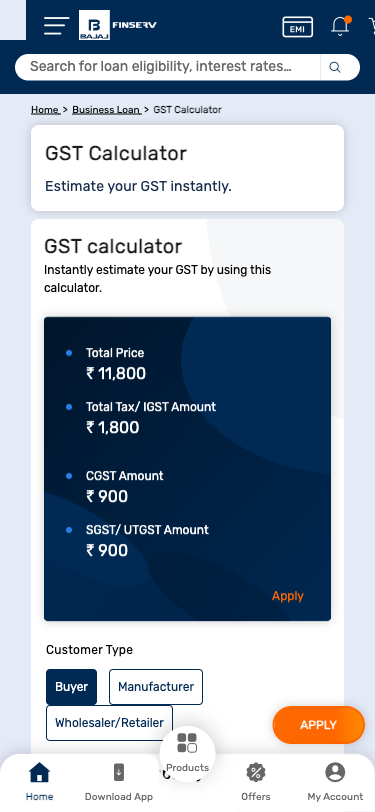 B
BAJAJ
FINSERV
EMI
Search for loan eligibility, interest rates...
Home > Business Loan > GST Calculator
GST Calculator
Estimate your GST instantly.
GST calculator
Instantly estimate your GST by using this
calculator.
Total Price
₹ 11,800
Total Tax/ IGST Amount
₹ 1,800
CGST Amount
₹ 900
SGST/ UTGST Amount
₹ 900
Apply
Customer Type
Buyer
Manufacturer
Wholesaler/Retailer
APPLY
Home
Download App
Products
Offers
My Account